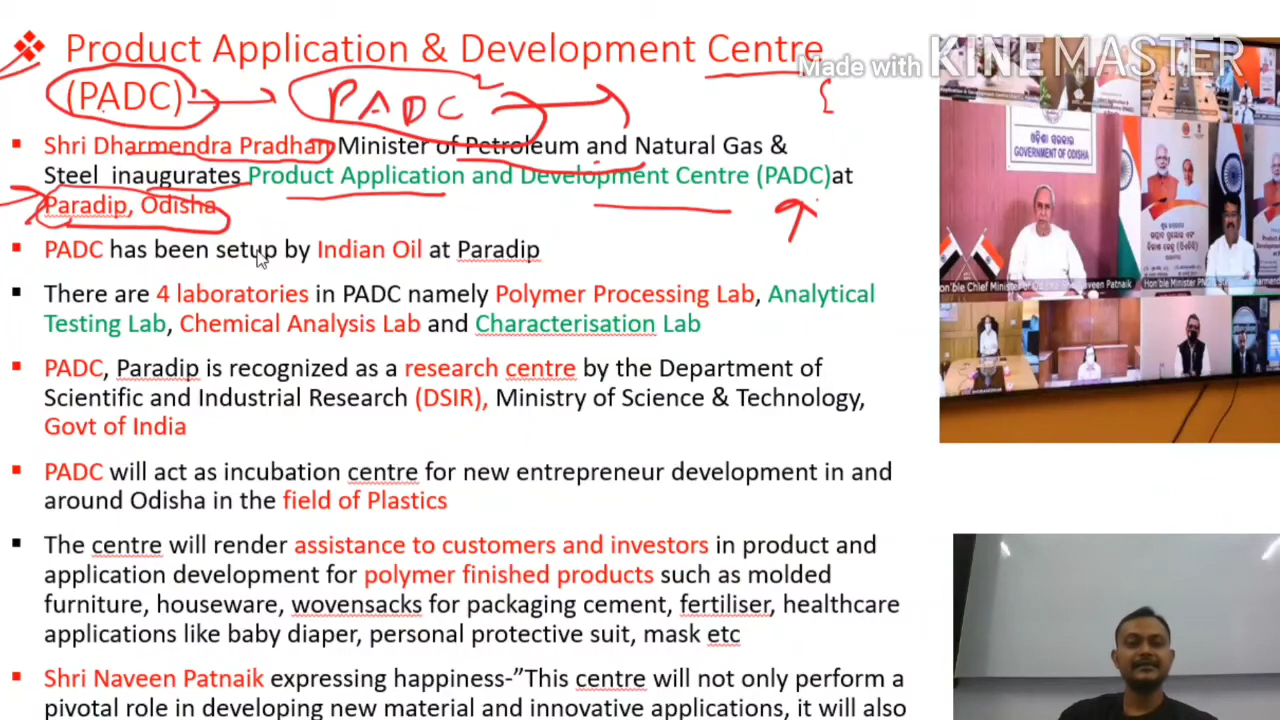 ❖ Product Application & Development Centre
Made with KINEMASTER
(PADC) PADC
▪ Shri Dharmendra Pradhan Minister of Petroleum and Natural Gas &
Steel inaugurates Product Application and Development Centre (PADC)at
Paradip, Odisha
▪ PADC has been setup by Indian Oil at Paradip
▪ There are 4 laboratories in PADC namely Polymer Processing Lab, Analytical
Testing Lab, Chemical Analysis Lab and Characterisation Lab
▪ PADC, Paradip is recognized as a research centre by the Department of
Scientific and Industrial Research (DSIR), Ministry of Science & Technology,
Govt of India
▪ PADC will act as incubation centre for new entrepreneur development in and
around Odisha in the field of Plastics
▪ The centre will render assistance to customers and investors in product and
application development for polymer finished products such as molded
furniture, houseware, wovensacks for packaging cement, fertiliser, healthcare
applications like baby diaper, personal protective suit, mask etc
▪ Shri Naveen Patnaik expressing happiness-”This centre will not only perform a
pivotal role in developing new material and innovative applications, it will also
ଓଡ଼ିଶା ସରକାର
GOVERNMENT OF ODISHA